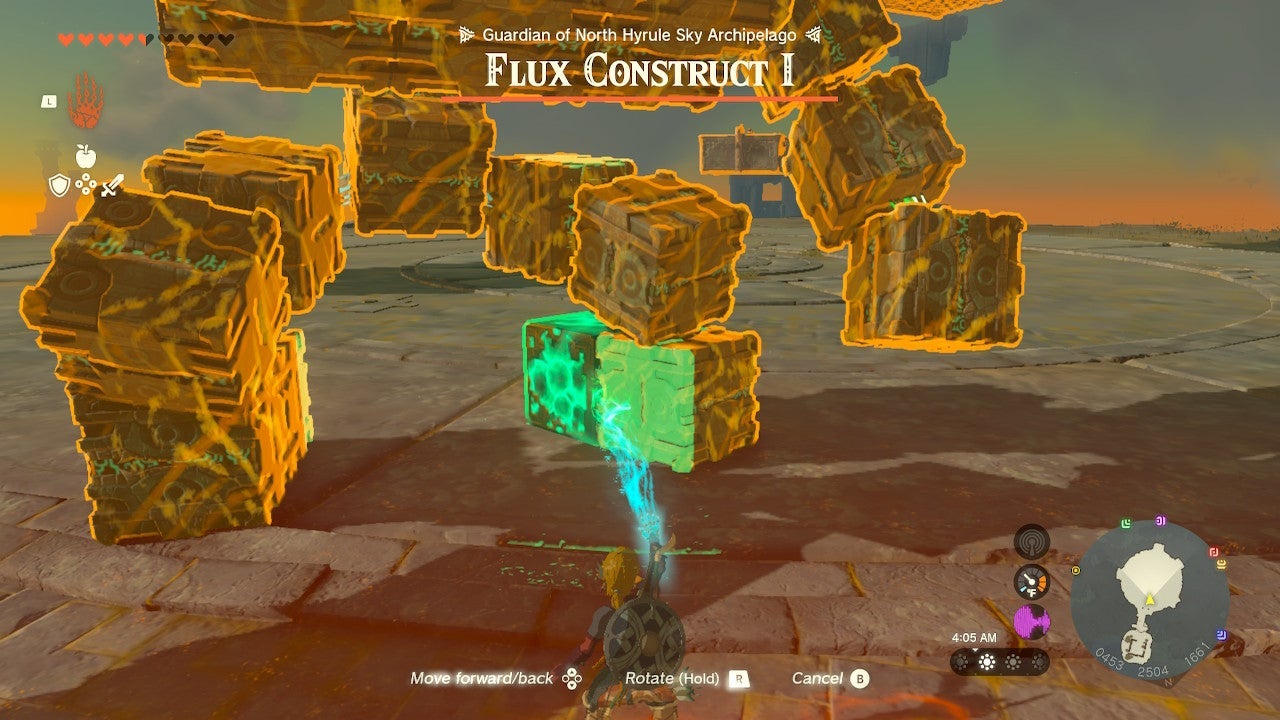 Guardian of North Hyrule Sky Archipelago
FLUX CONSTRUCT I
L
°F
4:05 AM
0453 2504 1661
N
Move forward/back
Rotate (Hold) R
Cancel B